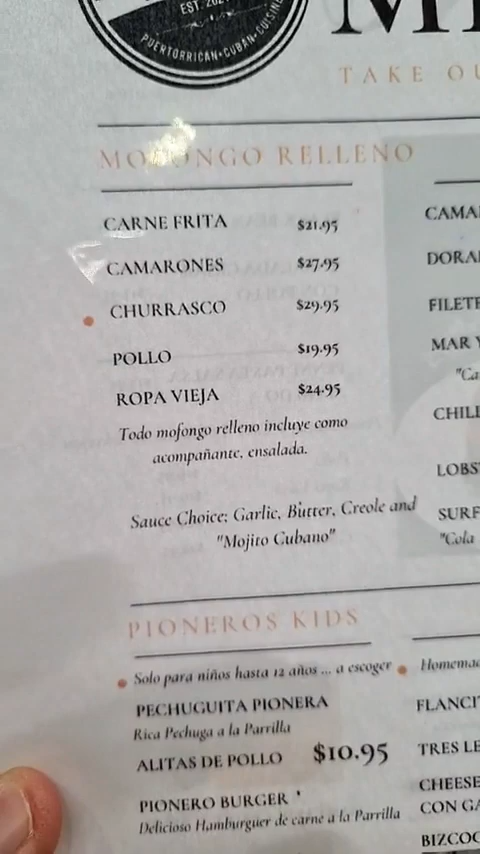 EST. 202
PUERTORRICAN • CUBAN • CUISINE
TAKE OU
MOFONGO RELLENO
CARNE FRITA $21.95
CAMARONES $27.95
CHURRASCO $29.95
POLLO $19.95
ROPA VIEJA $24.95
Todo mofongo relleno incluye como
acompañante, ensalada.
Sauce Choice: Garlic, Butter, Creole and
"Mojito Cubano"
CAMA
DORA
FILETE
MAR Y
"Ca
CHILL
LOBS
SURF
"Cola
PIONEROS KIDS
Solo para niños hasta 12 años ... a escoger
PECHUGUITA PIONERA
Rica Pechuga a la Parrilla
ALITAS DE POLLO $10.95
PIONERO BURGER
Delicioso Hamburguer de carne a la Parrilla
Homemad
FLANCI
TRES LE
CHEESE
CON GA
BIZCOC